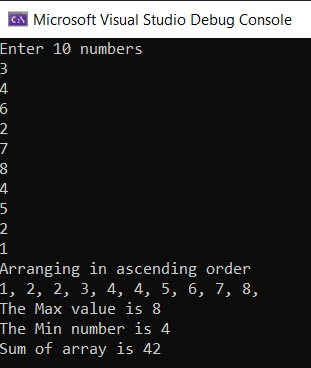 Microsoft Visual Studio Debug Console
Enter 10 numbers
3
4
6
2
7
8
4
5
2
1
Arranging in ascending order
1, 2, 2, 3, 4, 4, 5, 6, 7, 8,
The Max value is 8
The Min number is 4
Sum of array is 42